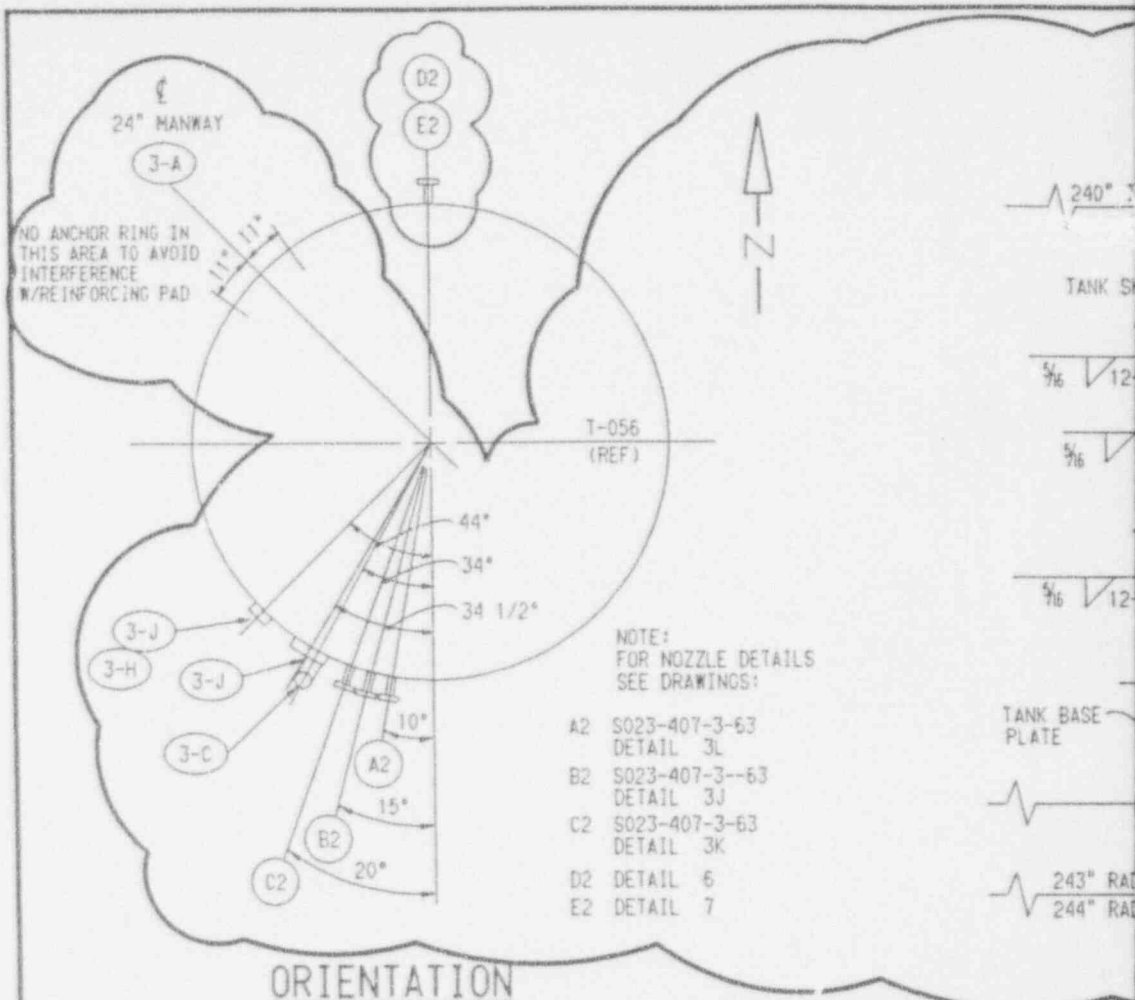 ℄
24" MANWAY
3-A
NO ANCHOR RING IN
THIS AREA TO AVOID
INTERFERENCE
W/REINFORCING PAD
11°
11°
D2
E2
N
T-056
(REF)
44°
34°
34 1/2°
3-J
3-H
3-J
3-C
10°
A2
15°
B2
20°
C2
NOTE:
FOR NOZZLE DETAILS
SEE DRAWINGS:
A2 S023-407-3-63
DETAIL 3L
B2 S023-407-3--63
DETAIL 3J
C2 S023-407-3-63
DETAIL 3K
D2 DETAIL 6
E2 DETAIL 7
ORIENTATION
240"
TANK
5/16 12-
5/16
5/16 12-
TANK BASE
PLATE
243" RAD
244" RAD